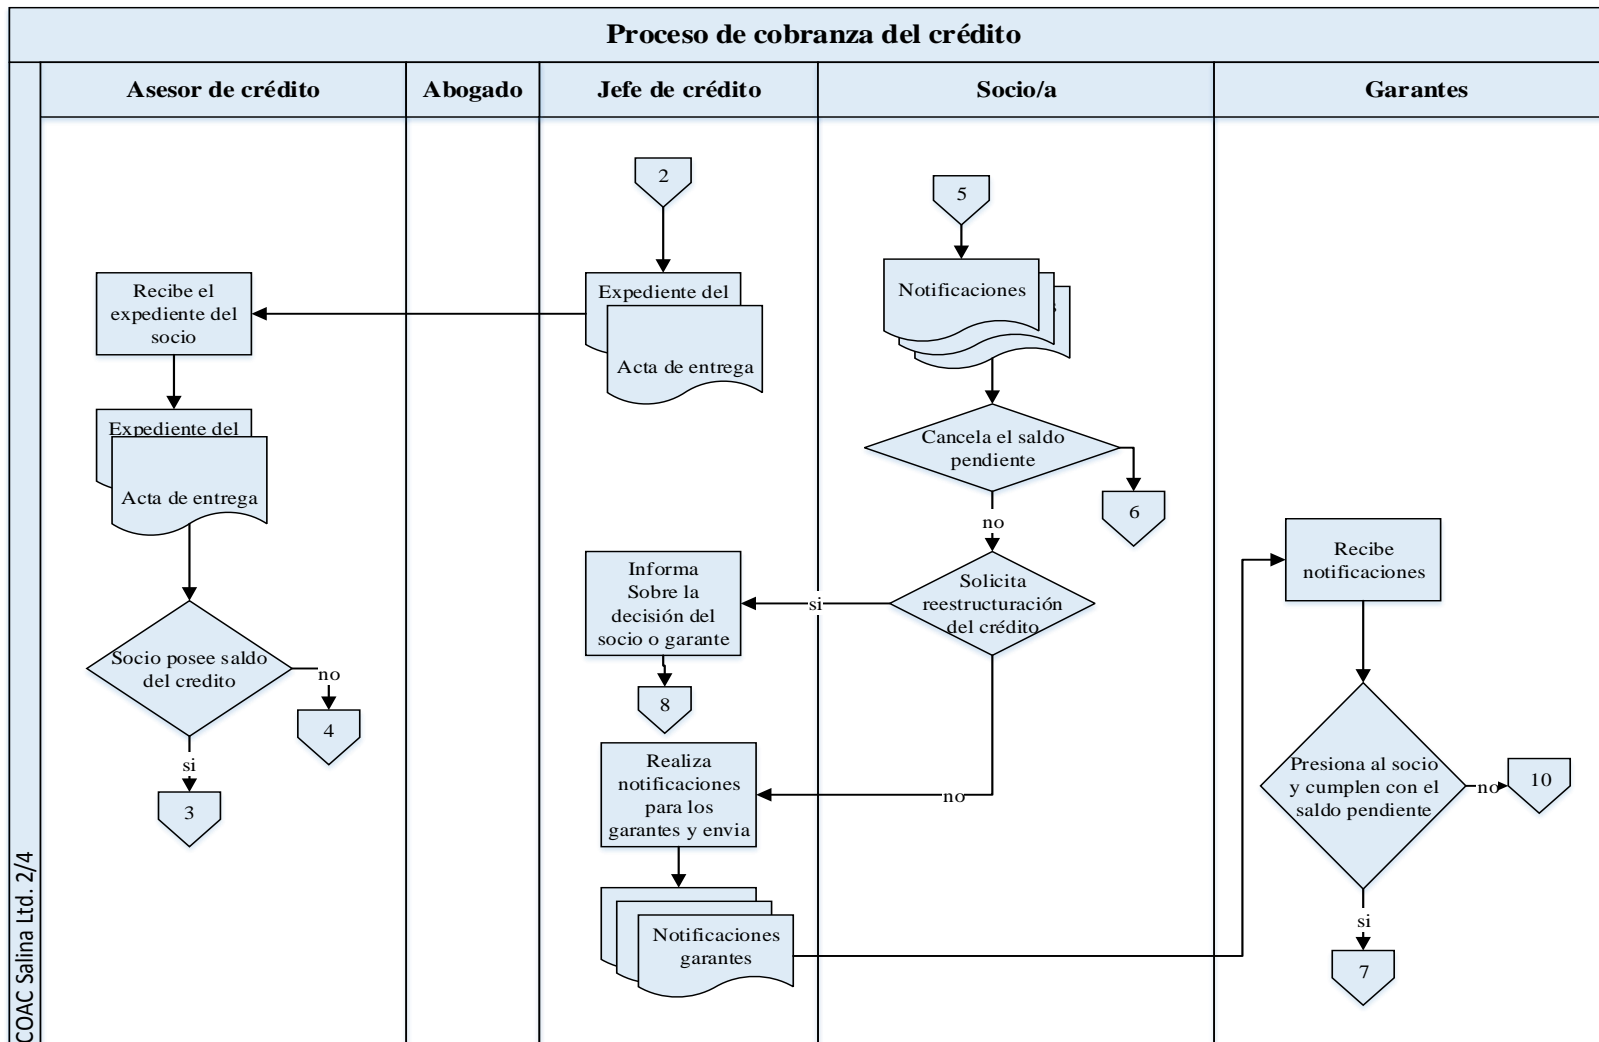 Proceso de cobranza del crédito
Asesor de crédito
Abogado
Jefe de crédito
Socio/a
Garantes
COAC Salina Ltd. 2/4
Recibe el
expediente del
socio
Expediente del
Acta de entrega
Socio posee saldo
del credito
no
4
si
3
2
Expediente del
Acta de entrega
Informa
Sobre la
decisión del
socio o garante
8
Realiza
notificaciones
para los
garantes y envia
Notificaciones
garantes
5
Notificaciones
Cancela el saldo
pendiente
6
no
Solicita
reestructuración
del crédito
si
no
Recibe
notificaciones
Presiona al socio
y cumplen con el
saldo pendiente
no
10
si
7